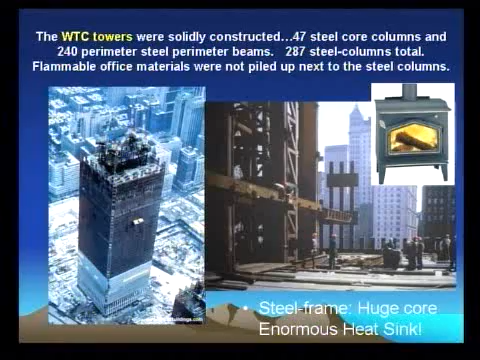 The WTC towers were solidly constructed…47 steel core columns and
240 perimeter steel perimeter beams. 287 steel-columns total.
Flammable office materials were not piled up next to the steel columns.
• Steel-frame: Huge core
Enormous Heat Sink!